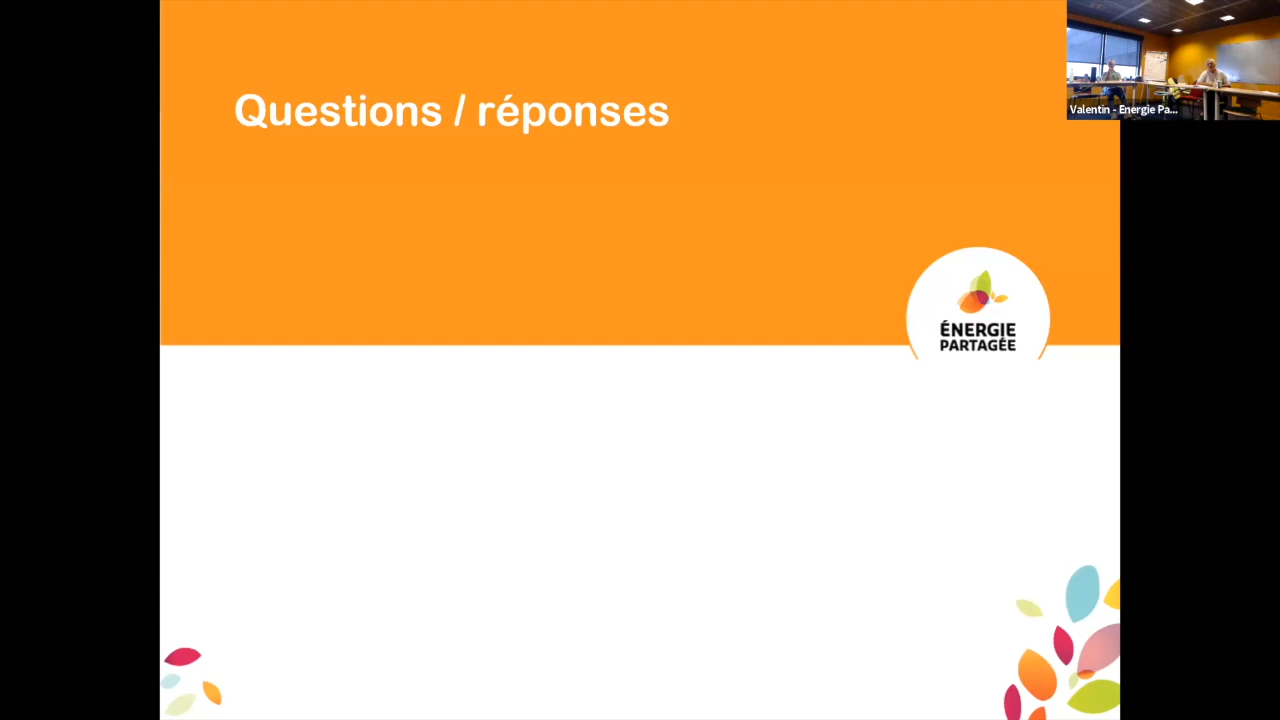 Questions / réponses
Valentin - Energie Pa...
ÉNERGIE
PARTAGÉE